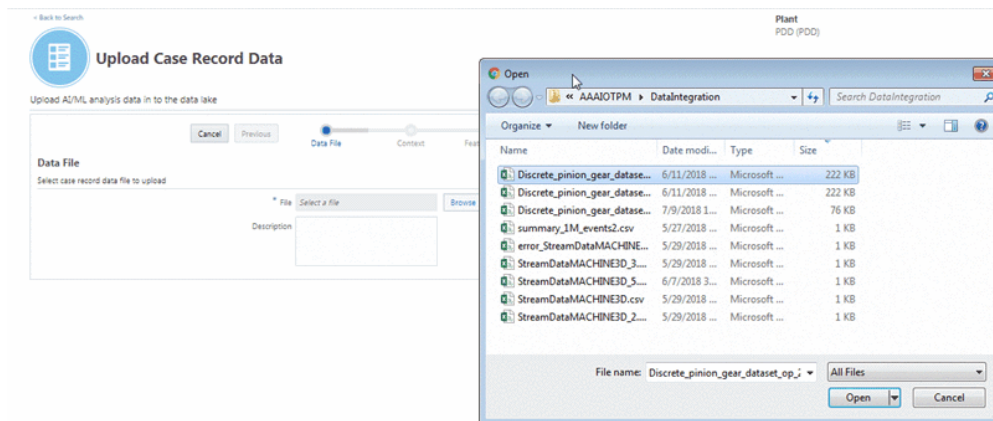 < Back to Search
Plant
PDD (PDD)
Upload Case Record Data
Upload AI/ML analysis data in to the data lake
Cancel Previous
Data File Context Feat
Data File
Select case record data file to upload
* File Select a file Browse
Description
Open
« AAAIOTPM DataIntegration Search DataIntegration
Organize New folder
Name Date modi... Type Size
Discrete_pinion_gear_datase... 6/11/2018 ... Microsoft ... 222 KB
Discrete_pinion_gear_datase... 6/11/2018 ... Microsoft ... 222 KB
Discrete_pinion_gear_datase... 7/9/2018 1... Microsoft ... 76 KB
summary_1M_events2.csv 5/27/2018 ... Microsoft ... 1 KB
error_StreamDataMACHINE... 5/29/2018 ... Microsoft ... 1 KB
StreamDataMACHINE3D_3.... 5/29/2018 ... Microsoft ... 1 KB
StreamDataMACHINE3D_5.... 6/7/2018 3... Microsoft ... 1 KB
StreamDataMACHINE3D.csv 5/29/2018 ... Microsoft ... 1 KB
StreamDataMACHINE3D_2.... 5/29/2018 ... Microsoft ... 1 KB
File name: Discrete_pinion_gear_dataset_op_ All Files
Open Cancel